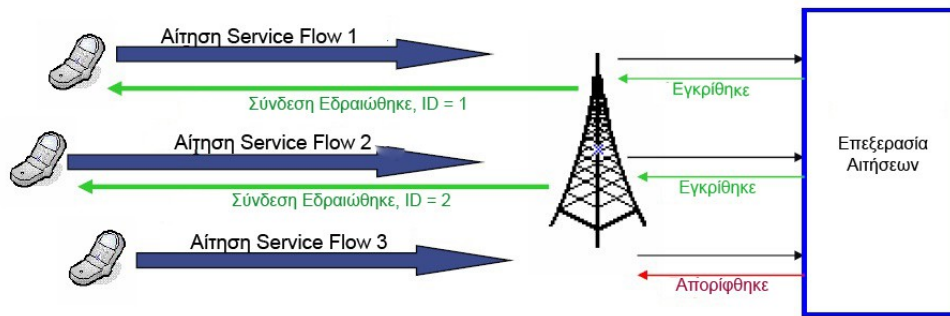 Αίτηση Service Flow 1
Εγκρίθηκε
Σύνδεση Εδραιώθηκε, ID = 1
Αίτηση Service Flow 2
Επεξερασία
Αιτήσεων
Εγκρίθηκε
Σύνδεση Εδραιώθηκε, ID = 2
Αίτηση Service Flow 3
Απορίφθηκε